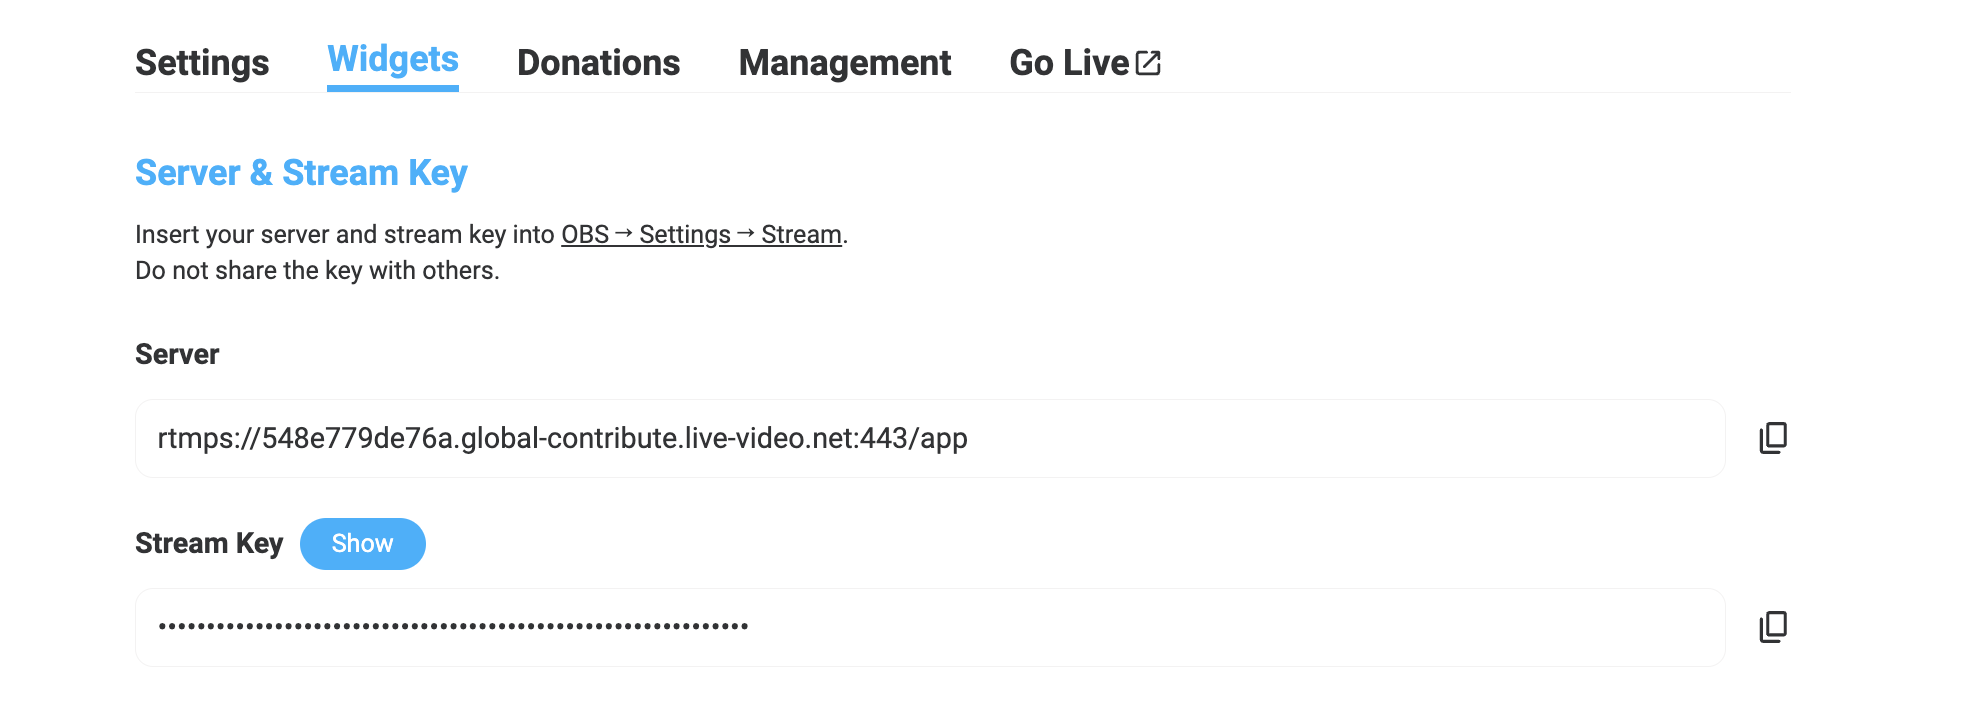 Settings Widgets Donations Management Go Live
Server & Stream Key
Insert your server and stream key into OBS → Settings → Stream.
Do not share the key with others.
Server
rtmps://548e779de76a.global-contribute.live-video.net:443/app
Stream Key Show
•••••••••••••••••••••••••••••••••••••••••••••••••••••••••••••